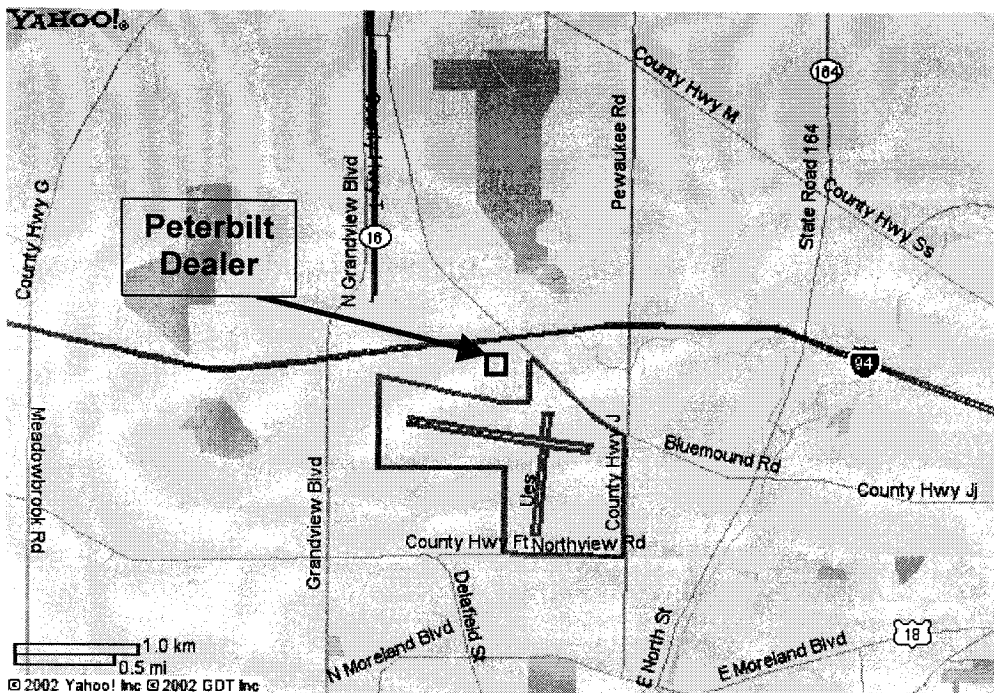 YAHOO!®
164
County Hwy M
Pewaukee Rd
State Road 164
County Hwy Ss
County Hwy G
N Grandview Blvd
16
Peterbilt
Dealer
94
Meadowbrook Rd
Grandview Blvd
County Hwy J
Bluemound Rd
County Hwy Jj
Ues
County Hwy Ft
Northview Rd
Delafield St
N Moreland Blvd
E North St
E Moreland Blvd
18
1.0 km
0.5 mi
© 2002 Yahoo! Inc © 2002 GDT Inc